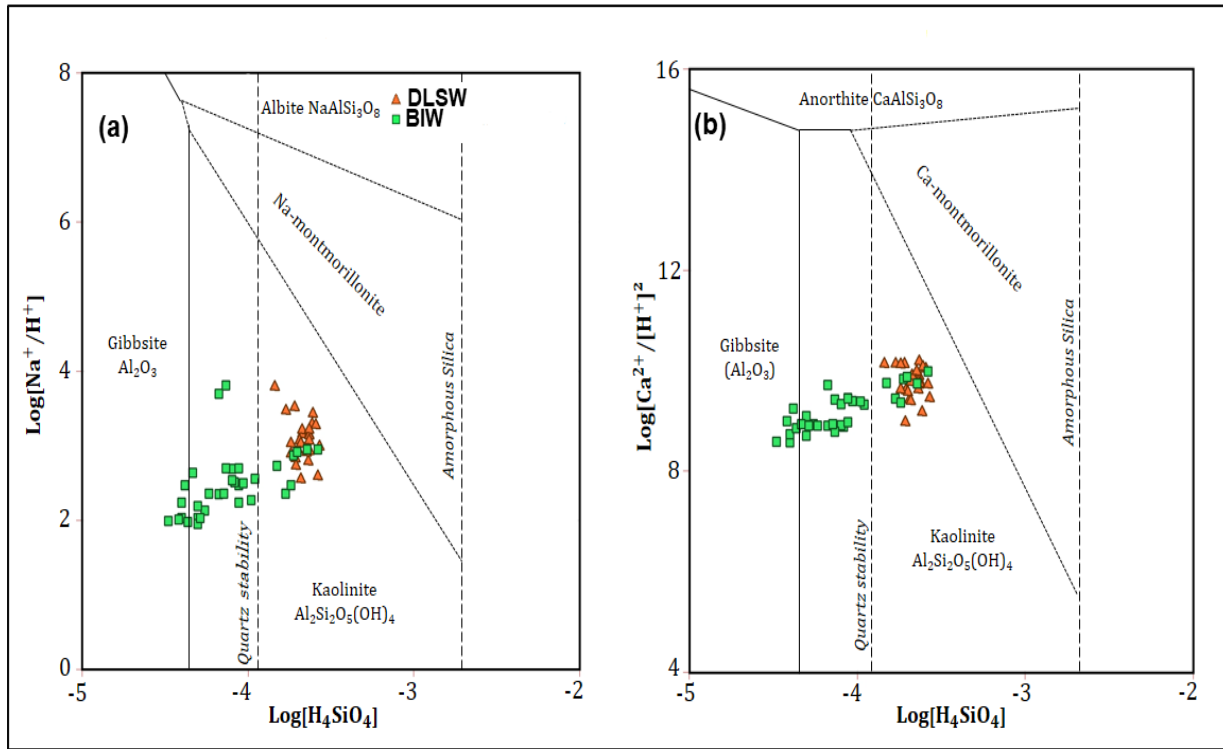 (a)
8
6
4
2
0
-5
-4
-3
-2
Log[Na⁺/H⁺]
Log[H₄SiO₄]
Albite NaAlSi₃O₈
DLSW
BIW
Na-montmorillonite
Gibbsite
Al₂O₃
Quartz stability
Amorphous Silica
Kaolinite
Al₂Si₂O₅(OH)₄
(b)
16
12
8
4
-5
-4
-3
-2
Log[Ca²⁺/[H⁺]²
Log[H₄SiO₄]
Anorthite CaAlSi₃O₈
Ca-montmorillonite
Gibbsite
(Al₂O₃)
Quartz stability
Amorphous Silica
Kaolinite
Al₂Si₂O₅(OH)₄